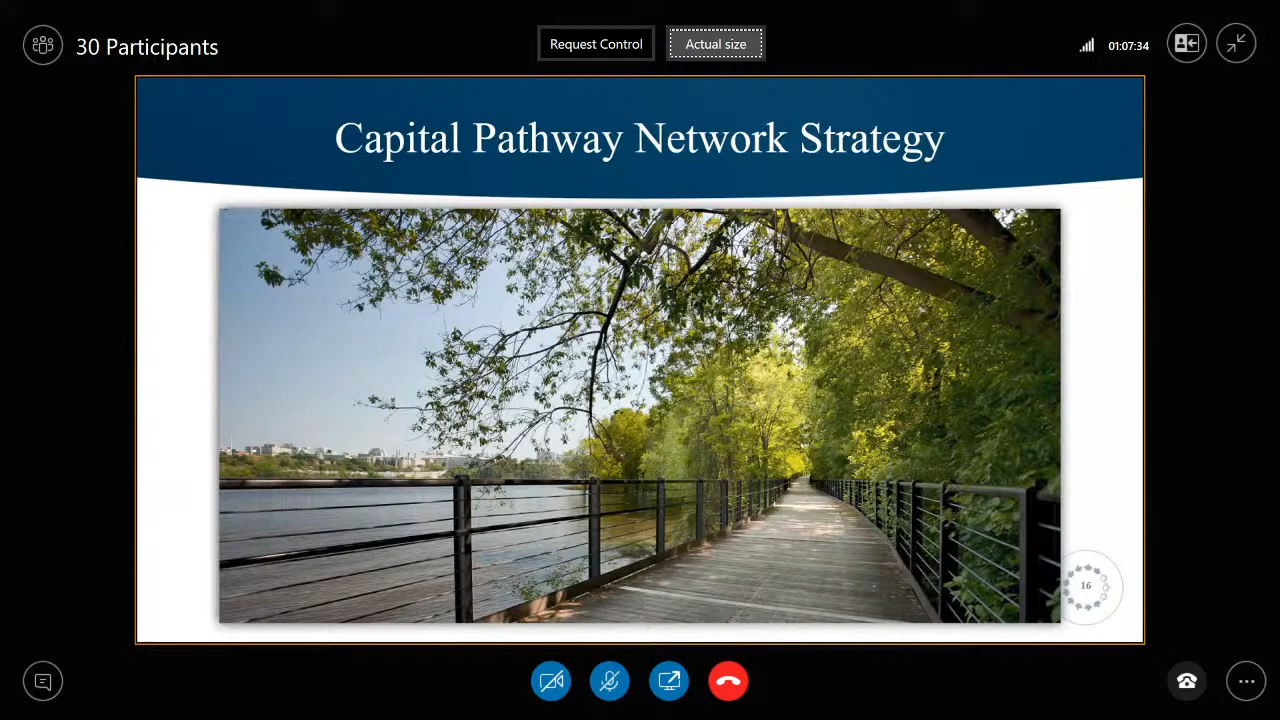 30 Participants
Request Control
Actual size
01:07:34
Capital Pathway Network Strategy
16